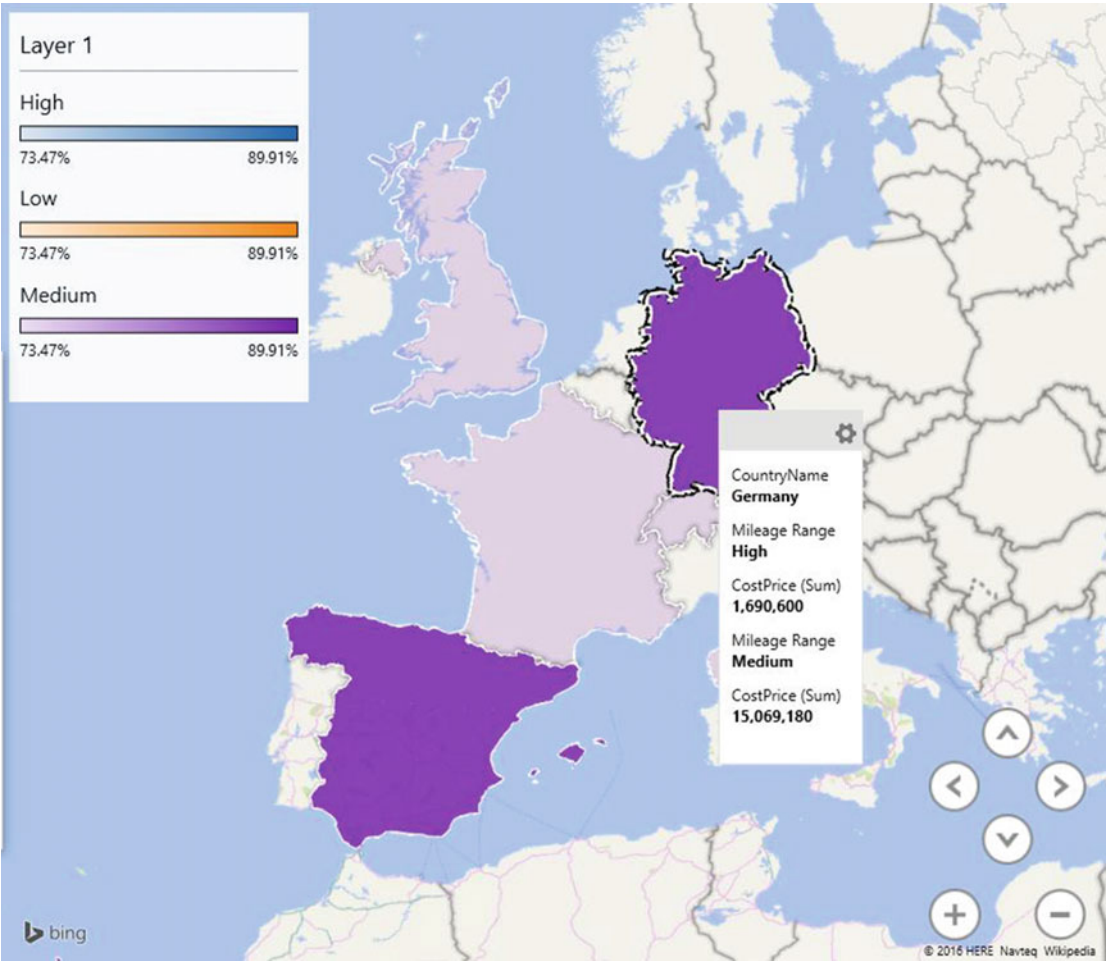 Layer 1
High
73.47% 89.91%
Low
73.47% 89.91%
Medium
73.47% 89.91%
CountryName
Germany
Mileage Range
High
CostPrice (Sum)
1,690,600
Mileage Range
Medium
CostPrice (Sum)
15,069,180
bing
© 2016 HERE Navteq Wikipedia